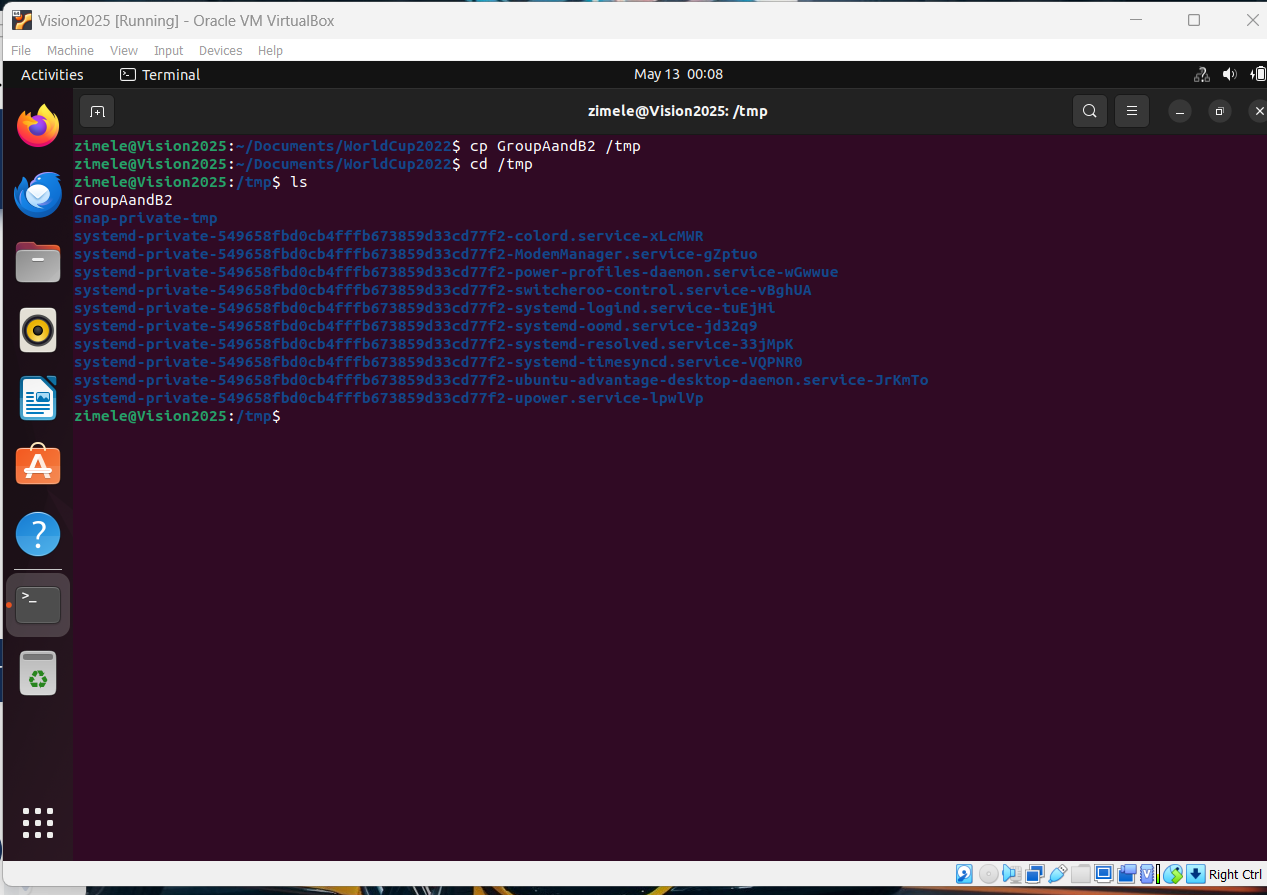 Vision2025 [Running] - Oracle VM VirtualBox
File Machine View Input Devices Help
Activities Terminal May 13 00:08
zimele@Vision2025: /tmp
zimele@Vision2025:~/Documents/WorldCup2022$ cp GroupAandB2 /tmp
zimele@Vision2025:~/Documents/WorldCup2022$ cd /tmp
zimele@Vision2025:/tmp$ ls
GroupAandB2
snap-private-tmp
systemd-private-549658fbd0cb4fffb673859d33cd77f2-colord.service-xLcMWR
systemd-private-549658fbd0cb4fffb673859d33cd77f2-ModemManager.service-gZptuo
systemd-private-549658fbd0cb4fffb673859d33cd77f2-power-profiles-daemon.service-wGwwue
systemd-private-549658fbd0cb4fffb673859d33cd77f2-switcheroo-control.service-vBghUA
systemd-private-549658fbd0cb4fffb673859d33cd77f2-systemd-logind.service-tuEjHi
systemd-private-549658fbd0cb4fffb673859d33cd77f2-systemd-oomd.service-jd32q9
systemd-private-549658fbd0cb4fffb673859d33cd77f2-systemd-resolved.service-33jMpK
systemd-private-549658fbd0cb4fffb673859d33cd77f2-systemd-timesyncd.service-VQPNR0
systemd-private-549658fbd0cb4fffb673859d33cd77f2-ubuntu-advantage-desktop-daemon.service-JrKmTo
systemd-private-549658fbd0cb4fffb673859d33cd77f2-upower.service-lpwlVp
zimele@Vision2025:/tmp$
Right Ctrl